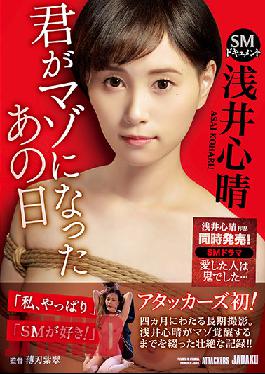 君がマゾになった
あの日
SM
ドキュメント
浅井心晴
ASAI KOHARU
浅井心晴
同時発売!
SMドラマ
愛した人は
鬼でした…
「私、やっぱり
「SMが好き!」
アタッカーズ初!
四カ月にわたる長期撮影。
浅井心晴がマゾ覚醒する
までを綴った壮絶な記録!!
監督
ATTACKERS
JABAKU